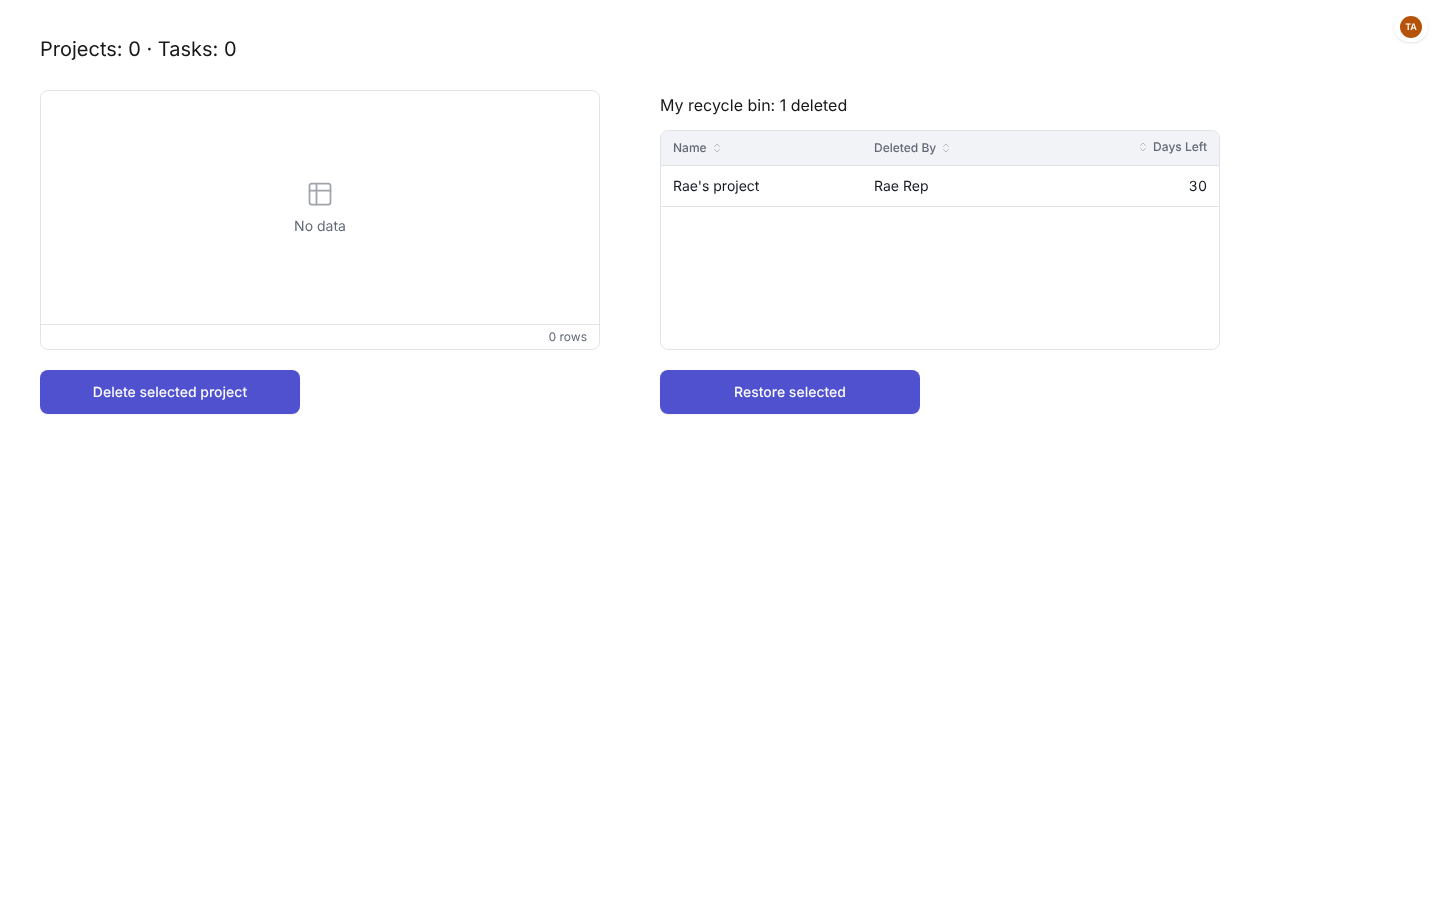 TA
Projects: 0 · Tasks: 0
No data
0 rows
Delete selected project
My recycle bin: 1 deleted
Name Deleted By Days Left
Rae's project Rae Rep 30
Restore selected